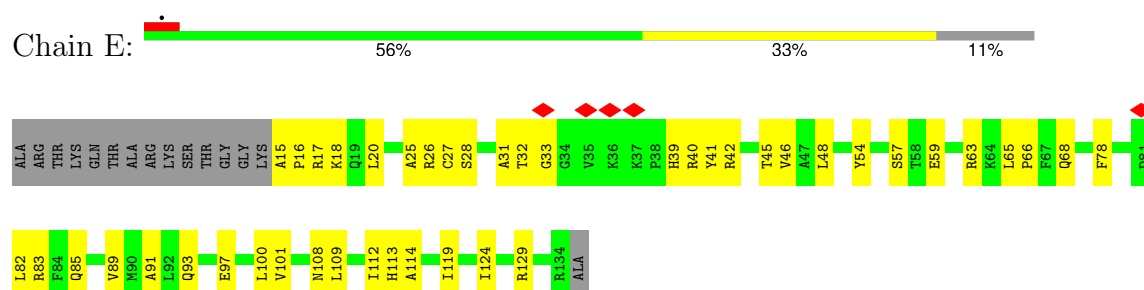 Chain E:
56% 33% 11%
ALA ARG THR LYS GLN THR ALA ARG LYS SER THR GLY GLY LYS A15 P16 R17 K18 Q19 L20 A25 R26 C27 S28 A31 T32 G33 G34 V35 K36 K37 P38 H39 R40 Y41 R42 T45 V46 A47 L48 Y54 S57 T58 E59 R63 K64 L65 P66 F67 Q68 F78
L82 R83 F84 Q85 V89 M90 A91 L92 Q93 E97 L100 V101 N108 L109 I112 H113 A114 I119 I124 R129 R134 ALA